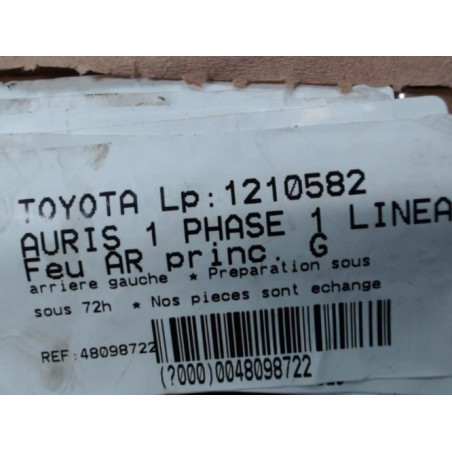 TOYOTA Lp:1210582
AURIS 1 PHASE 1 LINEA
Feu AR princ. G
arriere gauche * Preparation sous
sous 72h * Nos pieces sont echange
REF:48098722
(?000)0048098722